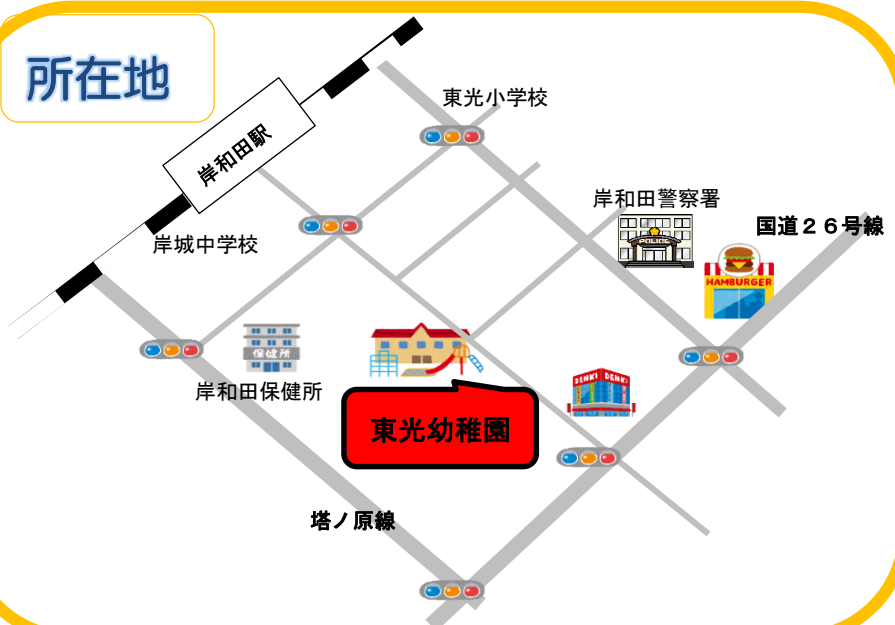 所在地
東光小学校
岸和田駅
岸和田警察署
国道２６号線
岸城中学校
POLICE
HAMBURGER
保健所
岸和田保健所
DENKI DENKI
東光幼稚園
塔ノ原線